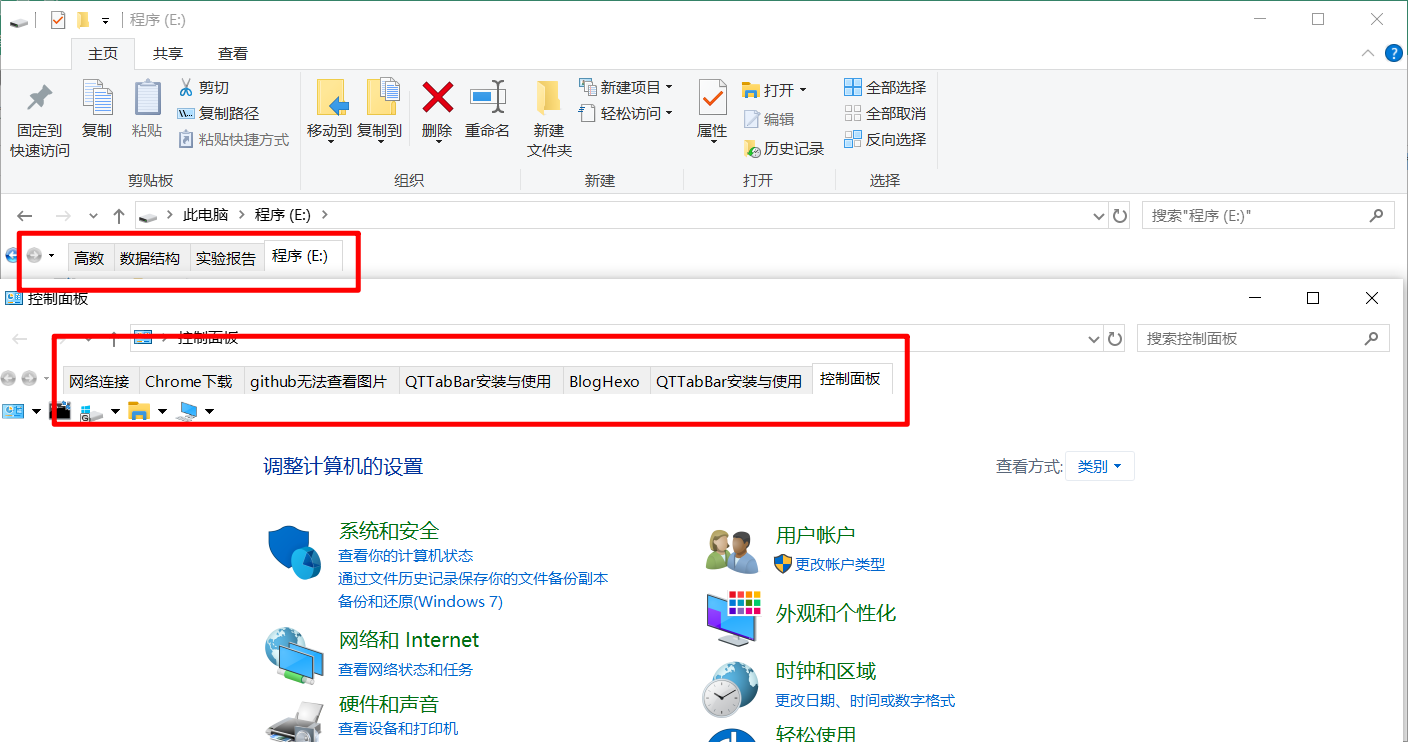 程序 (E:)
主页 共享 查看
固定到快速访问
复制
粘贴
剪切
复制路径
粘贴快捷方式
移动到 复制到 删除 重命名
新建文件夹
新建项目
轻松访问
属性
打开
编辑
历史记录
全部选择
全部取消
反向选择
剪贴板 组织 新建 打开 选择
此电脑 程序 (E:)
搜索"程序 (E:)"
高数 数据结构 实验报告 程序 (E:)
控制面板
控制面板
搜索控制面板
网络连接 Chrome下载 github无法查看图片 QTTabBar安装与使用 BlogHexo QTTabBar安装与使用 控制面板
调整计算机的设置
查看方式: 类别
系统和安全
查看你的计算机状态
通过文件历史记录保存你的文件备份副本
备份和还原(Windows 7)
网络和 Internet
查看网络状态和任务
硬件和声音
查看设备和打印机
用户帐户
更改帐户类型
外观和个性化
时钟和区域
更改日期、时间或数字格式
轻松使用